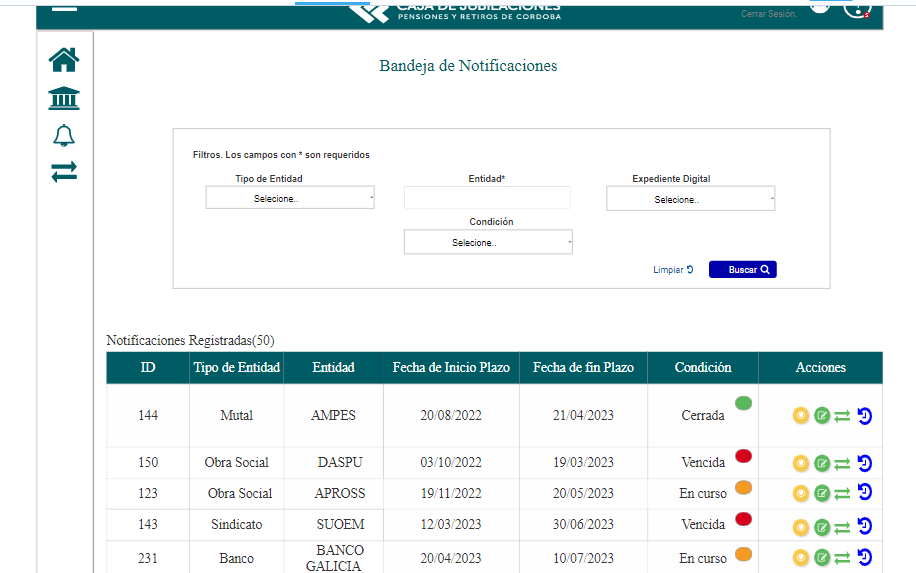 CAJA DE JUBILACIONES
PENSIONES Y RETIROS DE CORDOBA
Cerrar Sesión.
Bandeja de Notificaciones
Filtros. Los campos con * son requeridos
Tipo de Entidad Entidad* Expediente Digital
Selecione.. Selecione..
Condición
Selecione..
Limpiar Buscar
Notificaciones Registradas(50)
ID Tipo de Entidad Entidad Fecha de Inicio Plazo Fecha de fin Plazo Condición Acciones
144 Mutal AMPES 20/08/2022 21/04/2023 Cerrada
150 Obra Social DASPU 03/10/2022 19/03/2023 Vencida
123 Obra Social APROSS 19/11/2022 20/05/2023 En curso
143 Sindicato SUOEM 12/03/2023 30/06/2023 Vencida
231 Banco BANCO GALICIA 20/04/2023 10/07/2023 En curso